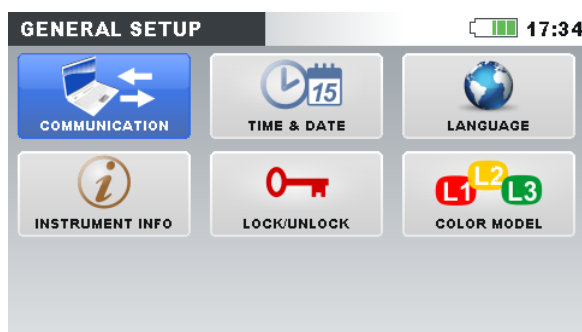 GENERAL SETUP 17:34
15
COMMUNICATION TIME & DATE LANGUAGE
i L1 L2 L3
INSTRUMENT INFO LOCK/UNLOCK COLOR MODEL